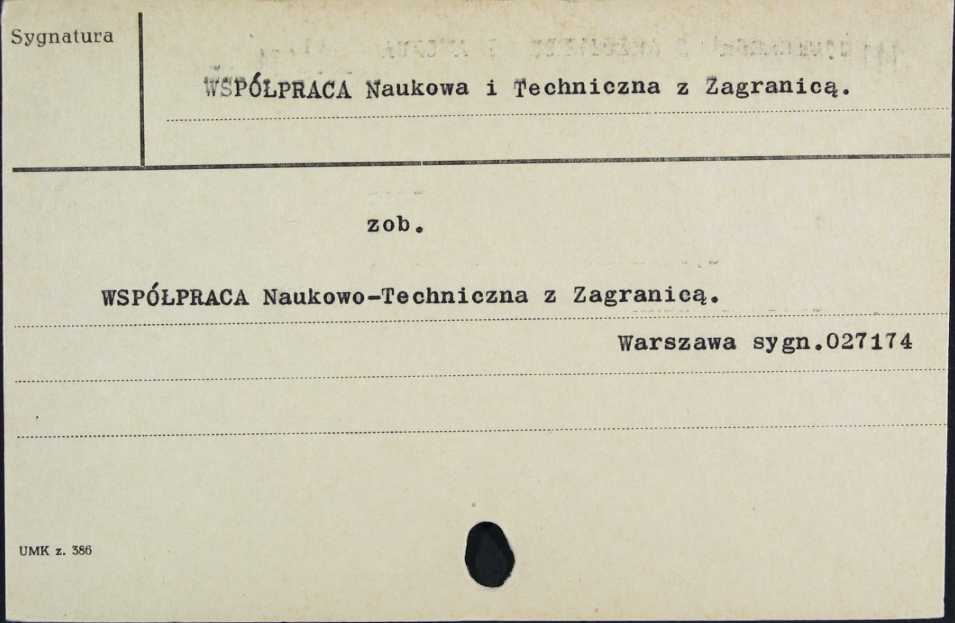 Sygnatura
WSPÓŁPRACA Naukowa i Techniczna z Zagranicą.
zob.
WSPÓŁPRACA Naukowo-Techniczna z Zagranicą.
Warszawa sygn.027174
UMK z. 386